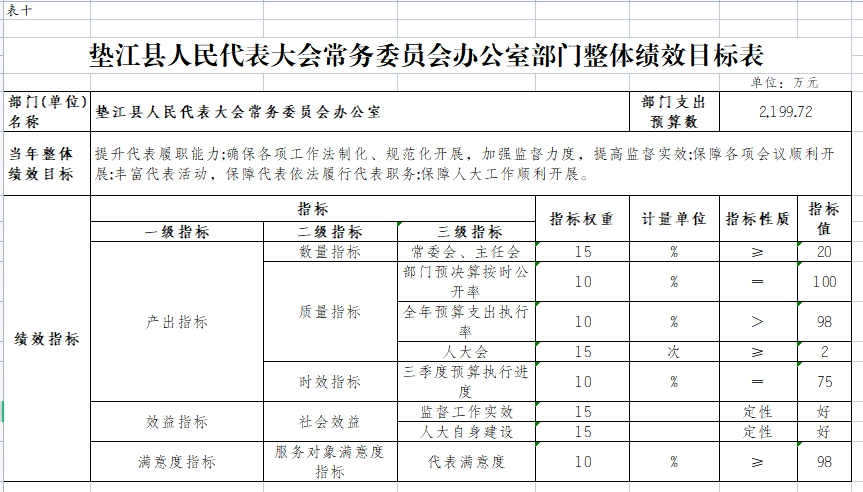 表十
垫江县人民代表大会常务委员会办公室部门整体绩效目标表
单位：万元
部门(单位)名称 垫江县人民代表大会常务委员会办公室 部门支出预算数 2,199.72
当年整体绩效目标 提升代表履职能力;确保各项工作法制化、规范化开展，加强监督力度，提高监督实效;保障各项会议顺利开
展;丰富代表活动，保障代表依法履行代表职务;保障人大工作顺利开展。
绩效指标 指标 指标权重 计量单位 指标性质 指标值
一级指标 二级指标 三级指标
产出指标 数量指标 常委会、主任会 15 % ≥ 20
质量指标 部门预决算按时公开率 10 % ＝ 100
全年预算支出执行率 10 % ＞ 98
人大会 15 次 ≥ 2
时效指标 三季度预算执行进度 10 % ＝ 75
效益指标 社会效益 监督工作实效 15 定性 好
人大自身建设 15 定性 好
满意度指标 服务对象满意度指标 代表满意度 10 % ≥ 98